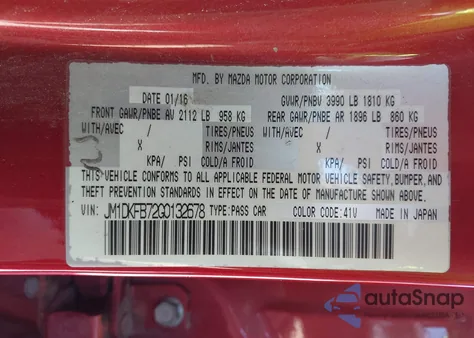 MFD. BY MAZDA MOTOR CORPORATION
DATE 01/16 GVWR/PNBV 3990 LB 1810 KG
FRONT GAWR/PNBE AV 2112 LB 958 KG REAR GAWR/PNBE AR 1896 LB 860 KG
WITH/AVEC / TIRES/PNEUS WITH/AVEC / TIRES/PNEUS
X RIMS/JANTES X RIMS/JANTES
KPA/ PSI COLD/A FROID KPA/ PSI COLD/A FROID
THIS VEHICLE CONFORMS TO ALL APPLICABLE FEDERAL MOTOR VEHICLE SAFETY, BUMPER, AND
THEFT PREVENTION STANDARDS IN EFFECT ON THE DATE OF MANUFACTURE SHOWN ABOVE.
VIN: JM1DKFB72G0132678 TYPE:PASS CAR COLOR CODE:41V MADE IN JAPAN
autoSnap